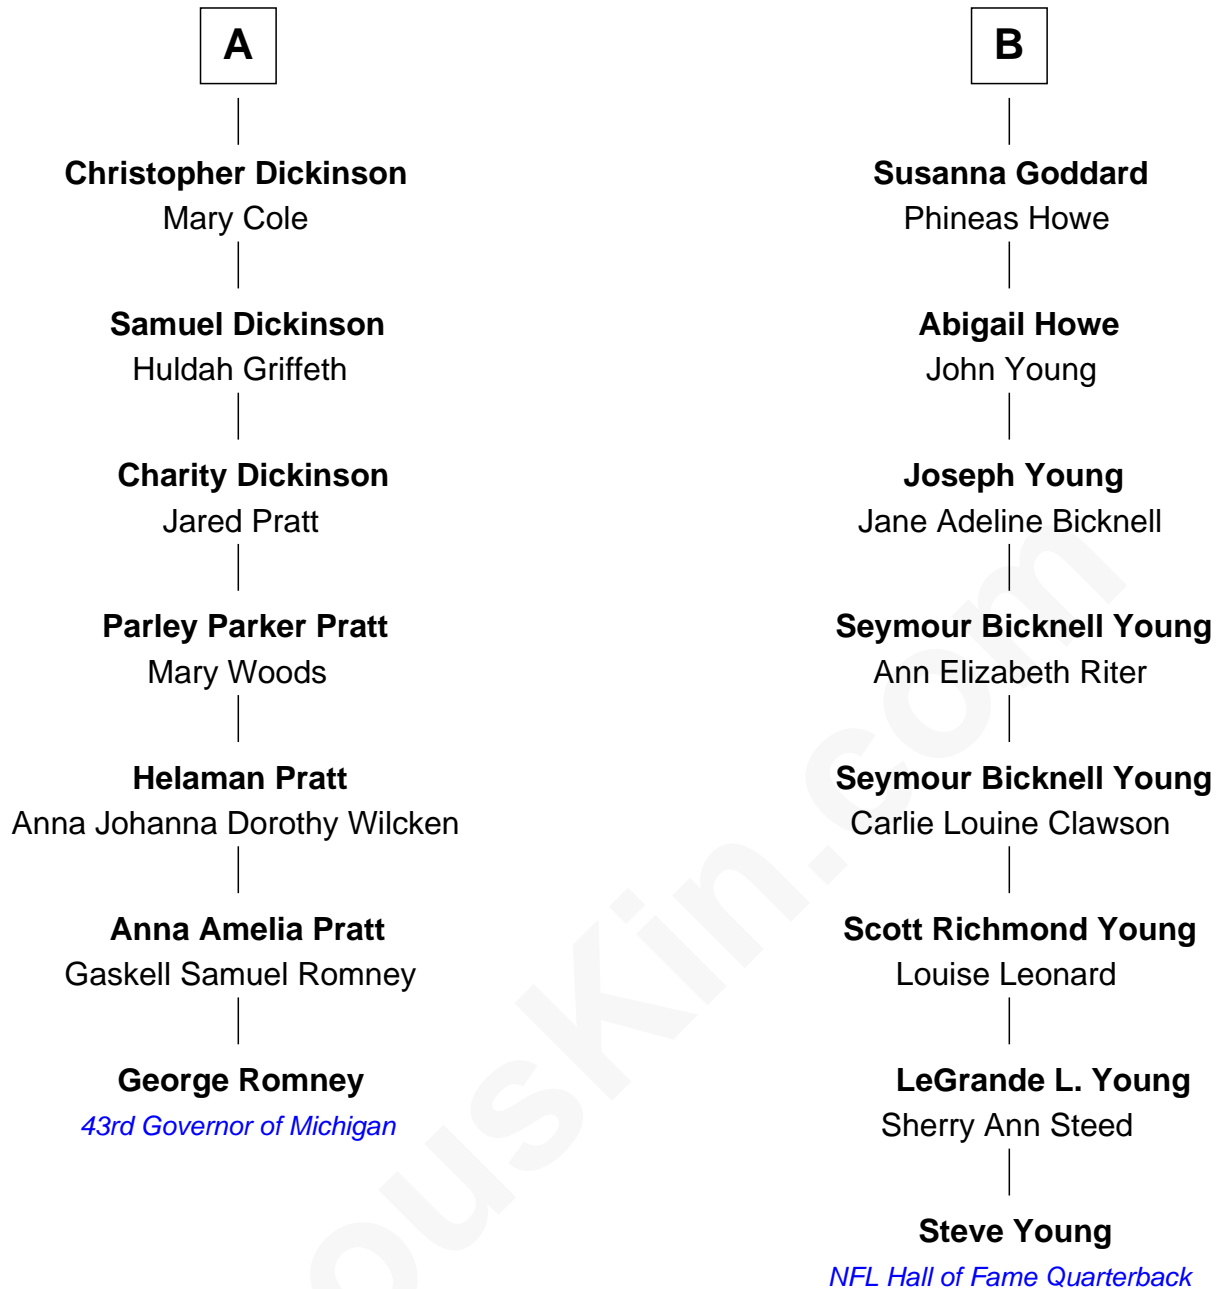 A
Christopher Dickinson
Mary Cole
Samuel Dickinson
Huldah Griffeth
Charity Dickinson
Jared Pratt
Parley Parker Pratt
Mary Woods
Helaman Pratt
Anna Johanna Dorothy Wilcken
Anna Amelia Pratt
Gaskell Samuel Romney
George Romney
43rd Governor of Michigan
B
Susanna Goddard
Phineas Howe
Abigail Howe
John Young
Joseph Young
Jane Adeline Bicknell
Seymour Bicknell Young
Ann Elizabeth Riter
Seymour Bicknell Young
Carlie Louine Clawson
Scott Richmond Young
Louise Leonard
LeGrande L. Young
Sherry Ann Steed
Steve Young
NFL Hall of Fame Quarterback
ousKin.com